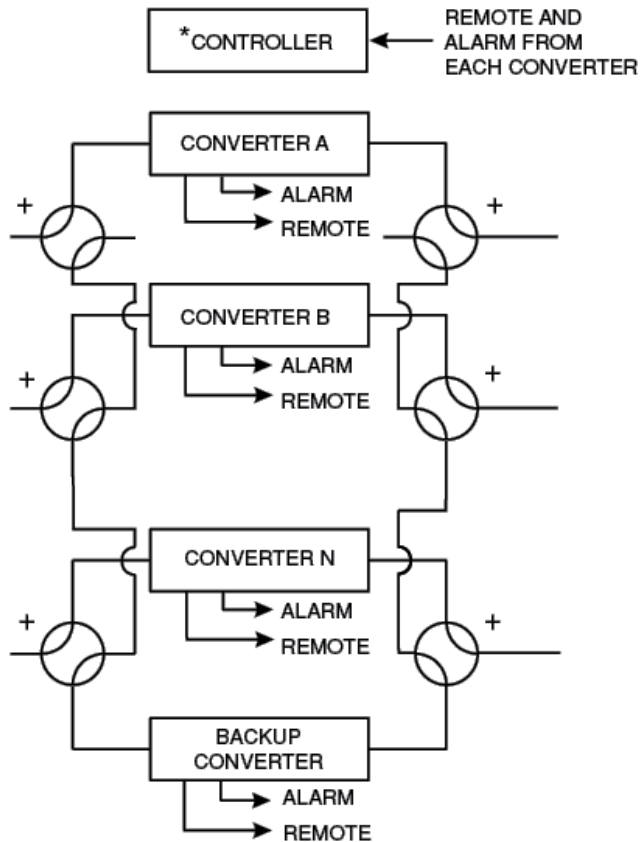 *CONTROLLER
REMOTE AND
ALARM FROM
EACH CONVERTER
CONVERTER A
ALARM
REMOTE
+
+
CONVERTER B
ALARM
REMOTE
+
+
CONVERTER N
ALARM
REMOTE
+
+
BACKUP
CONVERTER
ALARM
REMOTE